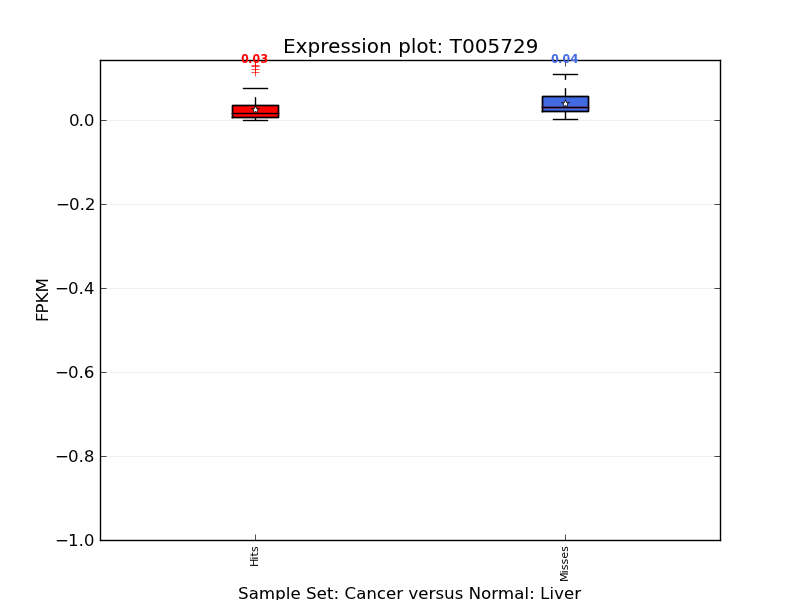 Expression plot: T005729
0.03
0.04
0.0
−0.2
−0.4
−0.6
−0.8
−1.0
FPKM
Hits
Misses
Sample Set: Cancer versus Normal: Liver